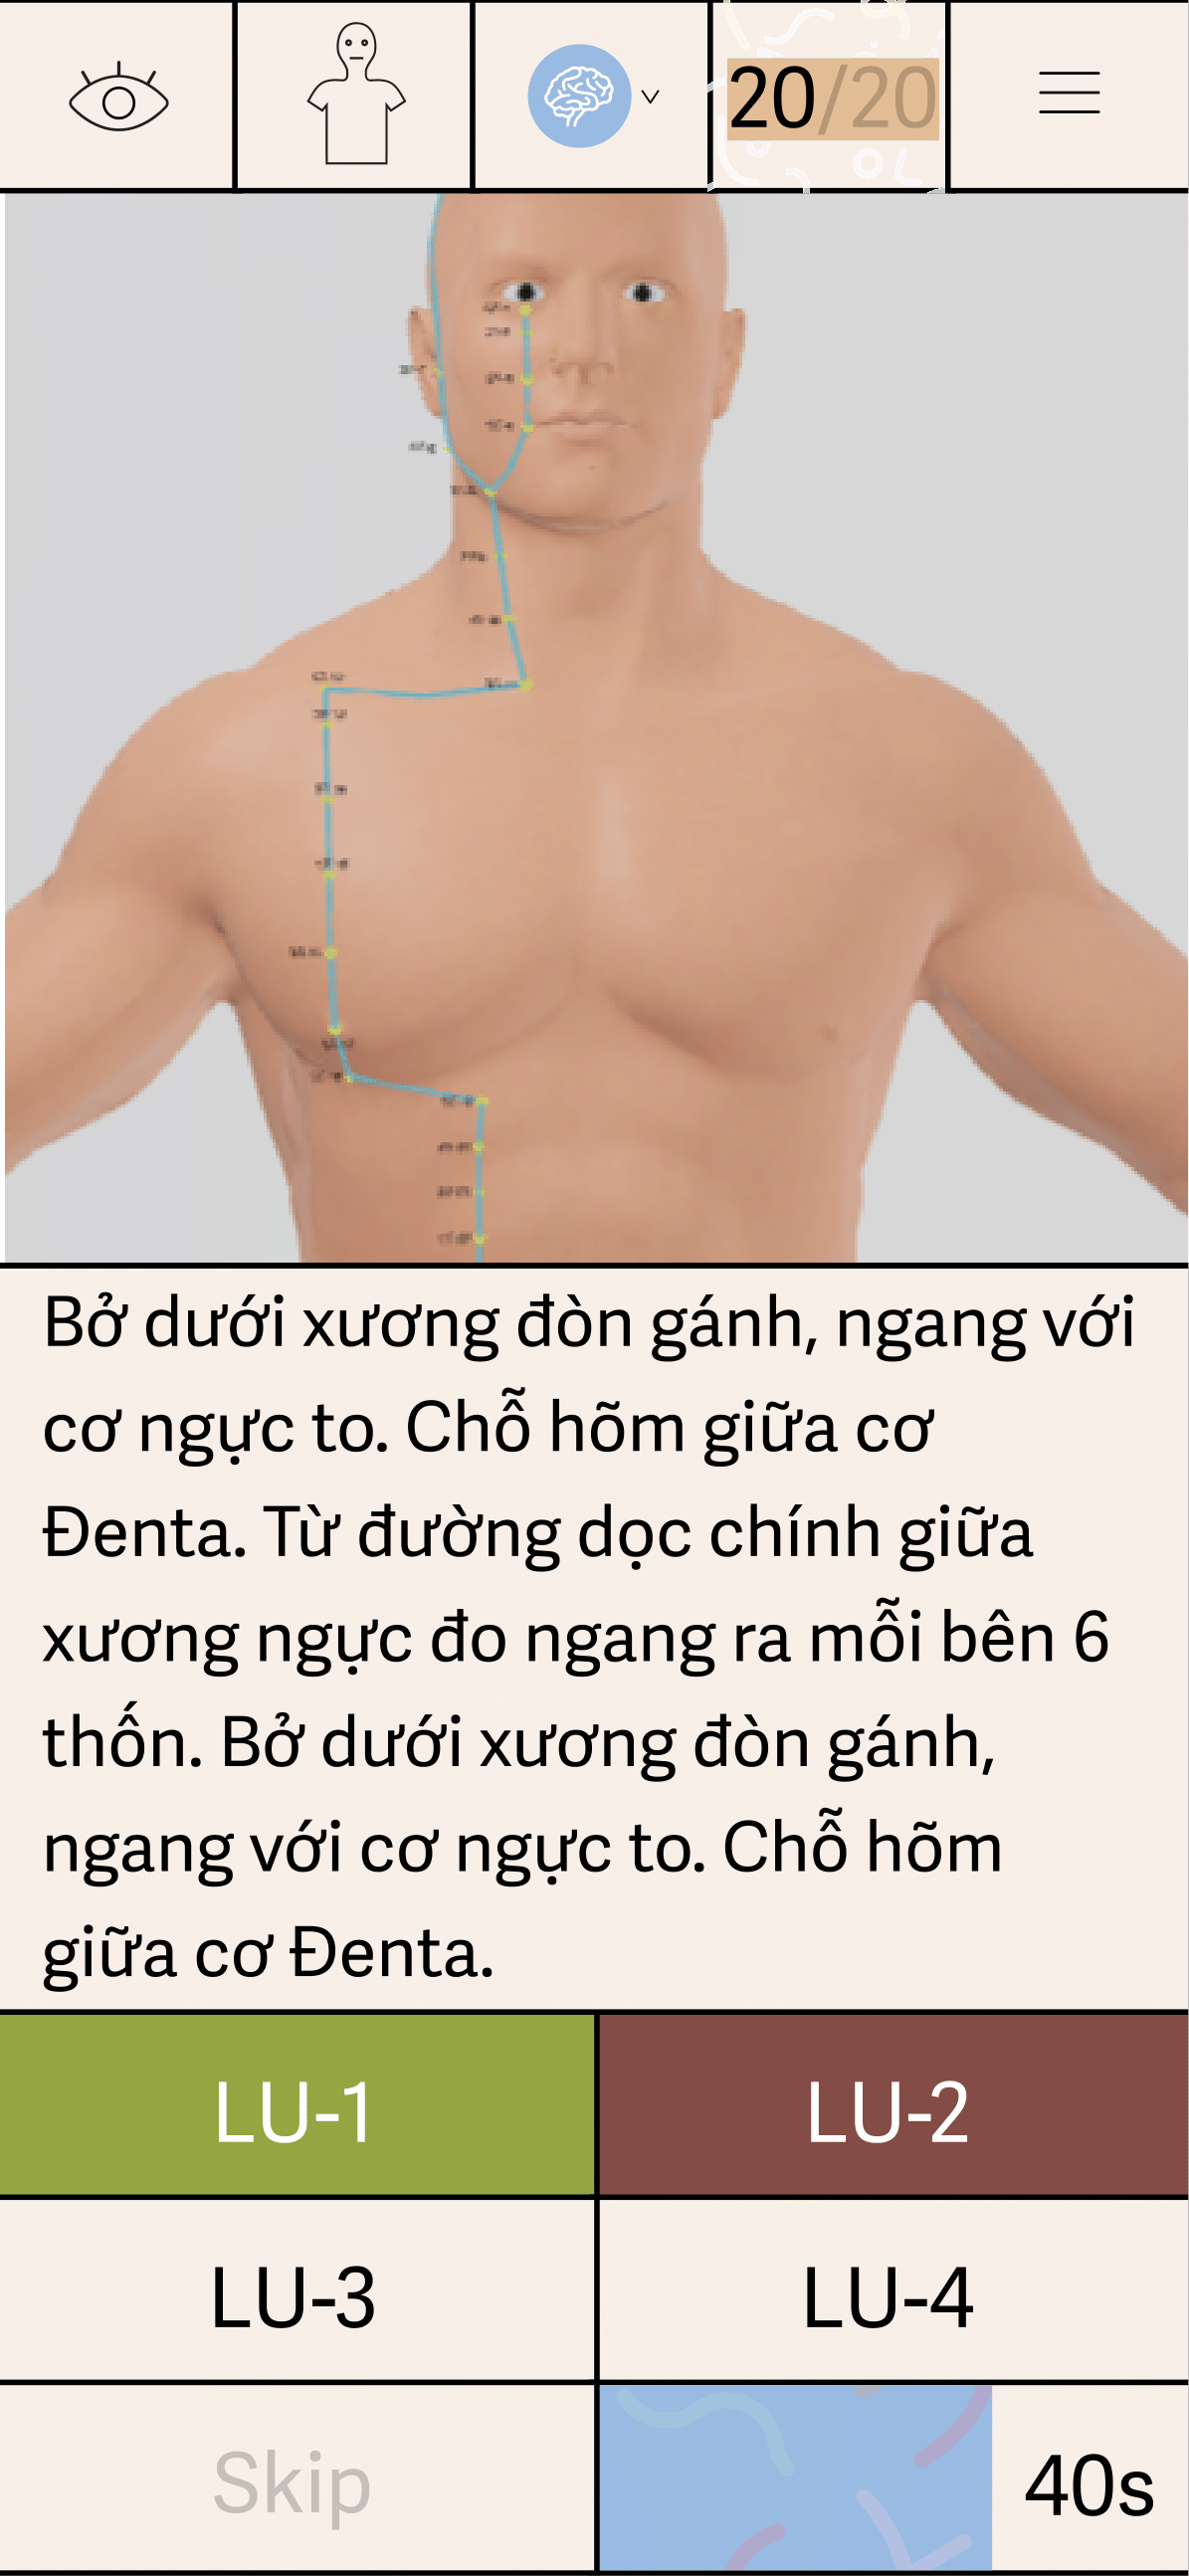 20/20
Bở dưới xương đòn gánh, ngang với
cơ ngực to. Chỗ hõm giữa cơ
Đenta. Từ đường dọc chính giữa
xương ngực đo ngang ra mỗi bên 6
thốn. Bở dưới xương đòn gánh,
ngang với cơ ngực to. Chỗ hõm
giữa cơ Đenta.
LU-1
LU-2
LU-3
LU-4
Skip
40s